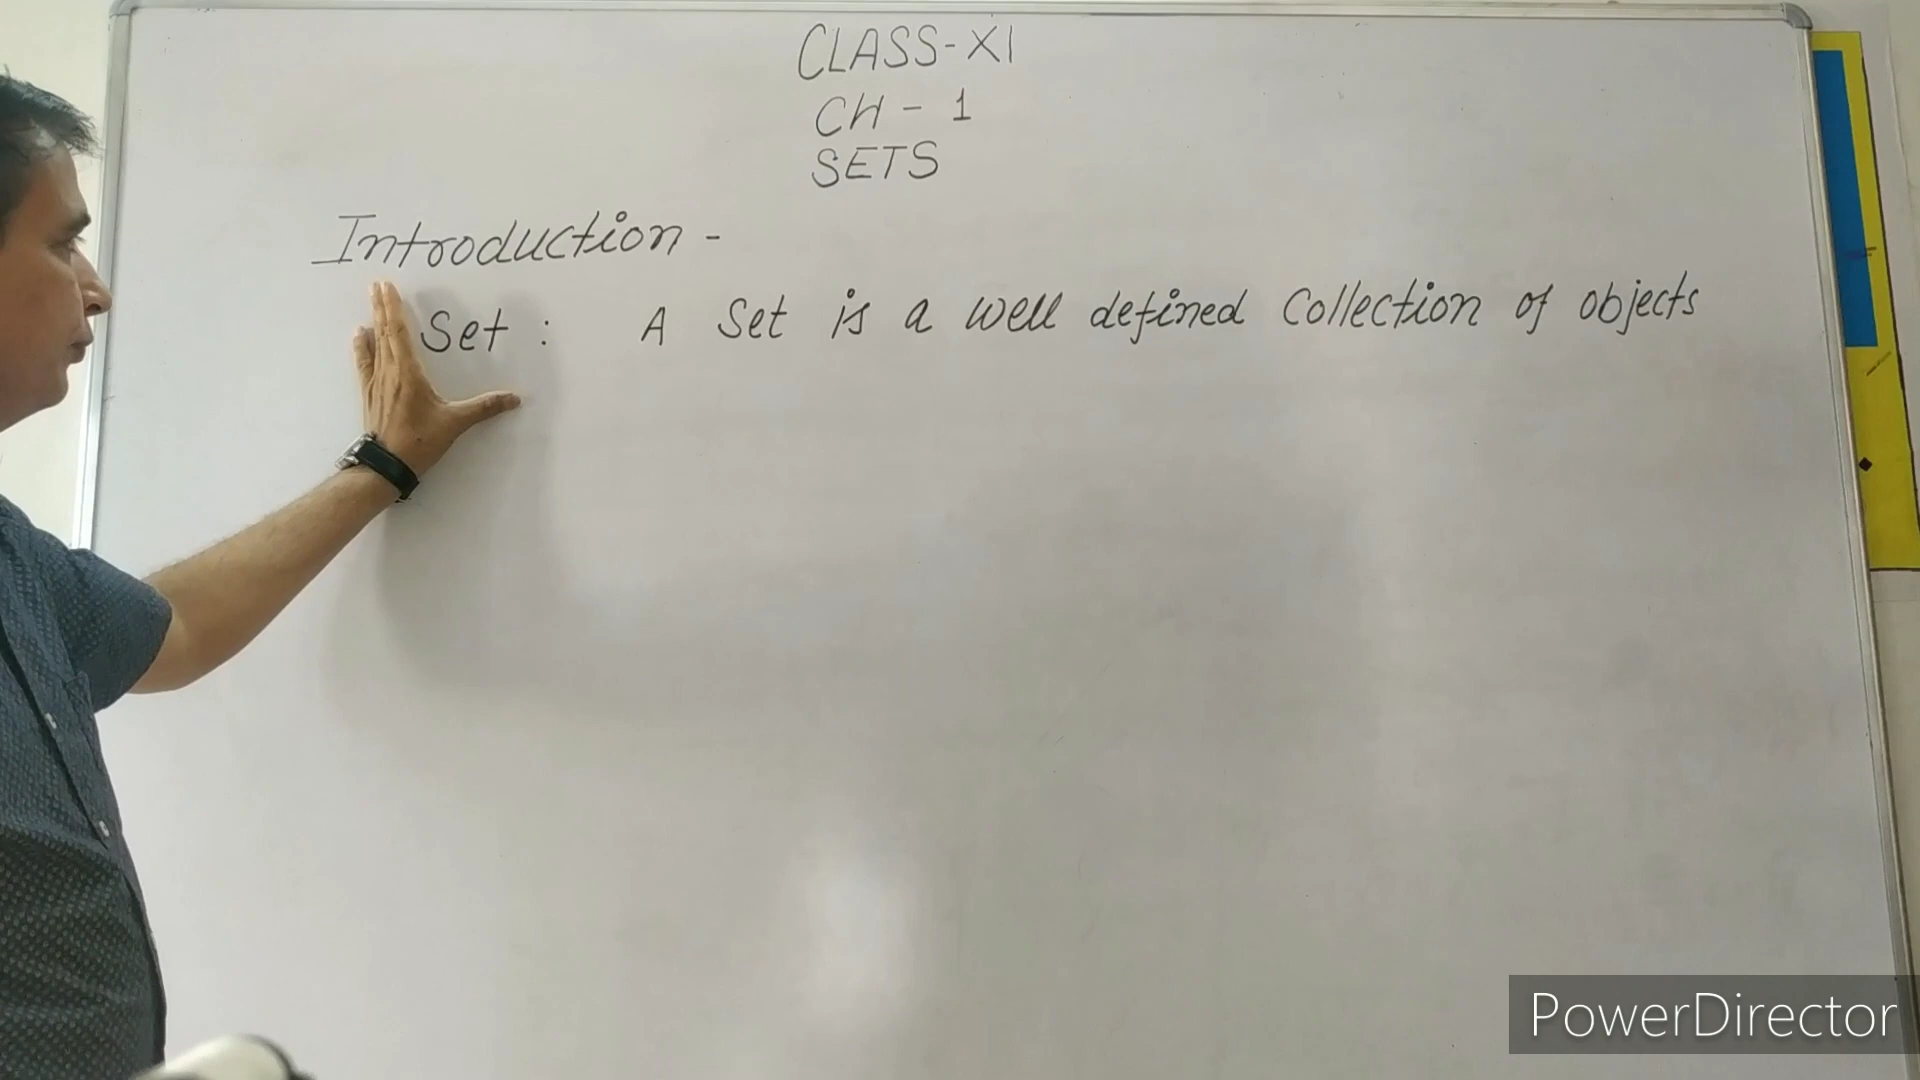 CLASS-XI
CH - 1
SETS
Introduction -
Set : A Set is a well defined Collection of objects
PowerDirector